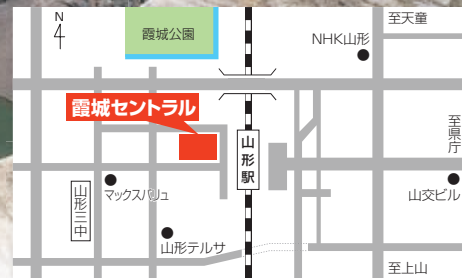 N
霞城公園
至天童
NHK山形
霞城セントラル
至県庁
山形駅
マックスバリュ
山形三中
山交ビル
山形テルサ
至上山